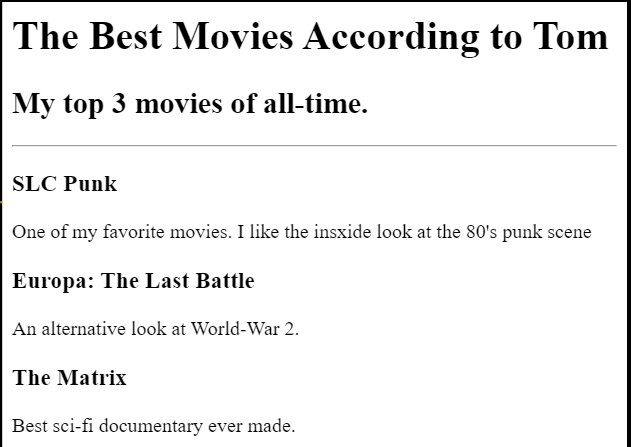 The Best Movies According to Tom
My top 3 movies of all-time.
SLC Punk
One of my favorite movies. I like the insxide look at the 80's punk scene
Europa: The Last Battle
An alternative look at World-War 2.
The Matrix
Best sci-fi documentary ever made.